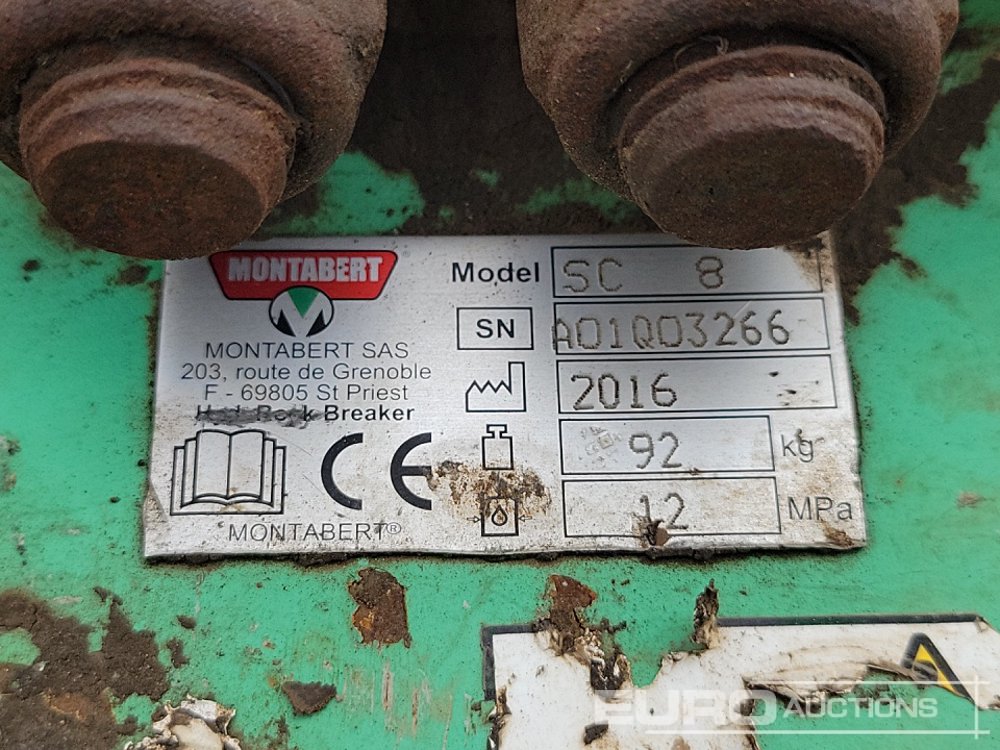 MONTABERT
MONTABERT SAS
203, route de Grenoble
F - 69805 St Priest
Breaker
MONTABERT®
Model SC 8
SN A01Q03266
2016
92 kg
12 MPa
EURO AUCTIONS